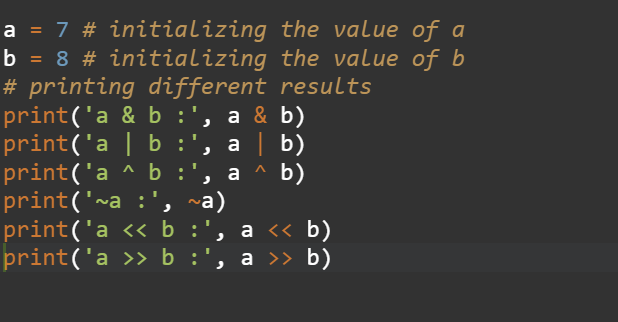 a = 7 # initializing the value of a
b = 8 # initializing the value of b
# printing different results
print('a & b :', a & b)
print('a | b :', a | b)
print('a ^ b :', a ^ b)
print('~a :', ~a)
print('a << b :', a << b)
print('a >> b :', a >> b)